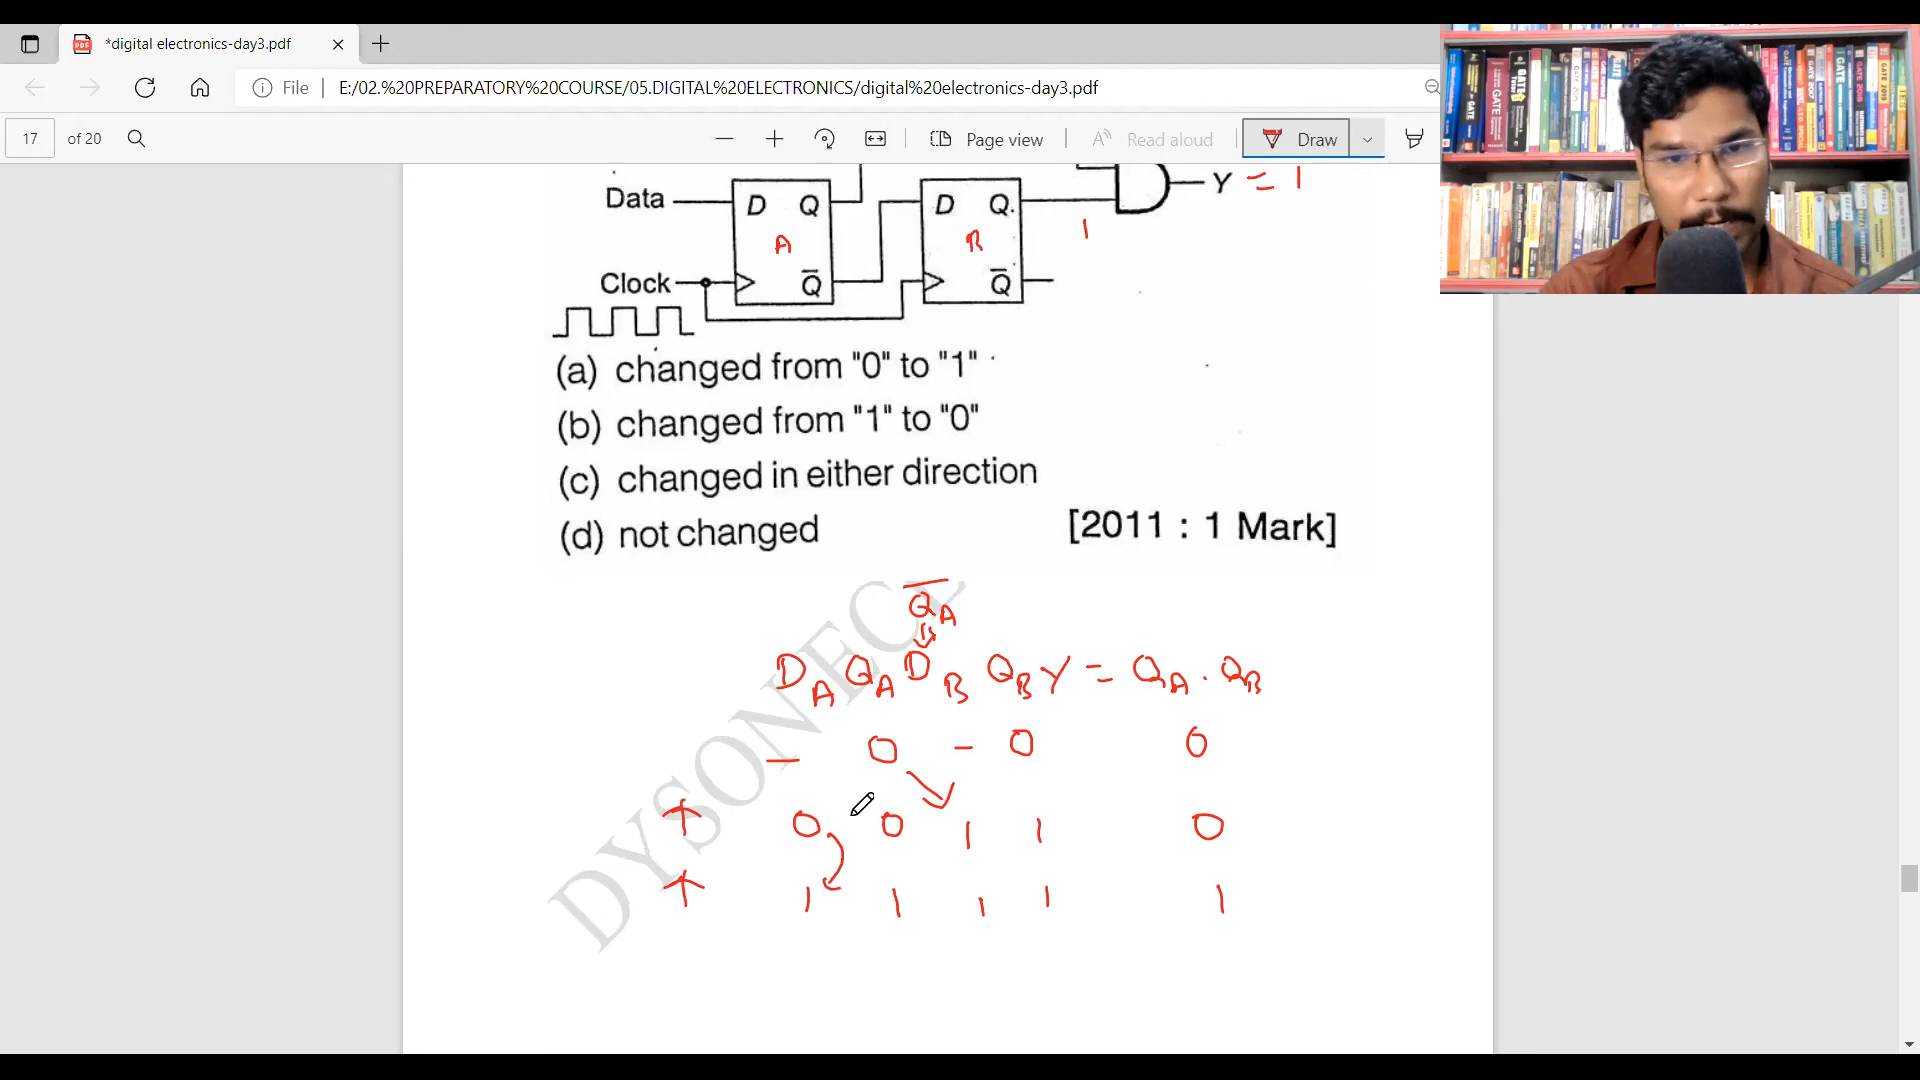 *digital electronics-day3.pdf
File E:/02.%20PREPARATORY%20COURSE/05.DIGITAL%20ELECTRONICS/digital%20electronics-day3.pdf
17 of 20 Page view Read aloud Draw
Data D Q D Q Y = 1
A 1
Clock Q̅ Q̅
(a) changed from "0" to "1"
(b) changed from "1" to "0"
(c) changed in either direction
(d) not changed [2011 : 1 Mark]
Q̅A
DA QA DB QB Y = QA . QB
– 0 – 0 0
↑ 0 0 1 1 0
↑ 1 1 1 1 1